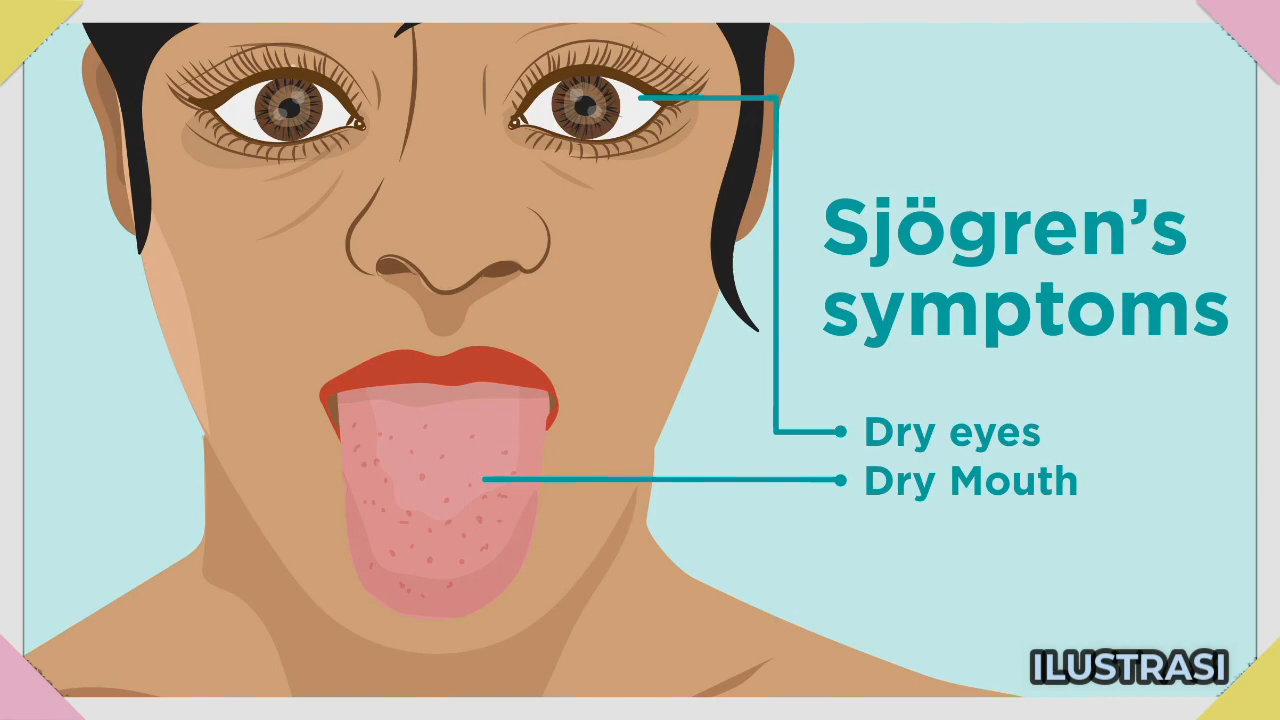 Sjögren’s
symptoms
Dry eyes
Dry Mouth
ILUSTRASI